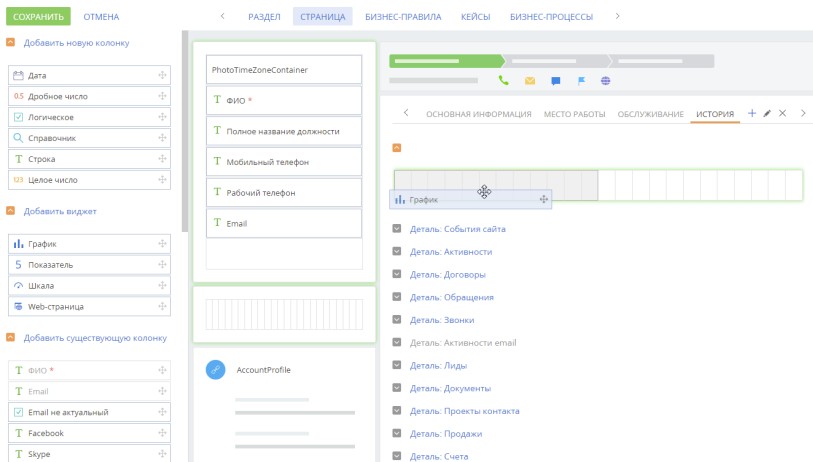 СОХРАНИТЬ ОТМЕНА
РАЗДЕЛ СТРАНИЦА БИЗНЕС-ПРАВИЛА КЕЙСЫ БИЗНЕС-ПРОЦЕССЫ
Добавить новую колонку
Дата
0.5 Дробное число
Логическое
Справочник
T Строка
123 Целое число
Добавить виджет
График
5 Показатель
Шкала
Web-страница
Добавить существующую колонку
T ФИО *
T Email
Email не актуальный
T Facebook
T Skype
PhotoTimeZoneContainer
T ФИО *
T Полное название должности
T Мобильный телефон
T Рабочий телефон
T Email
AccountProfile
ОСНОВНАЯ ИНФОРМАЦИЯ МЕСТО РАБОТЫ ОБСЛУЖИВАНИЕ ИСТОРИЯ
График
Деталь: События сайта
Деталь: Активности
Деталь: Договоры
Деталь: Обращения
Деталь: Звонки
Деталь: Активности email
Деталь: Лиды
Деталь: Документы
Деталь: Проекты контакта
Деталь: Продажи
Деталь: Счета